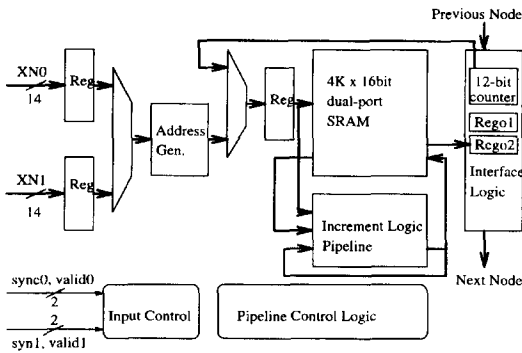 Previous Node
XN0
14
Reg
4K x 16bit
dual-port
SRAM
12-bit
counter
Reg
Address
Gen.
Rego1
Rego2
Interface
Logic
XN1
14
Reg
Increment Logic
Pipeline
Next Node
sync0, valid0
2
Input Control
Pipeline Control Logic
2
syn1, valid1